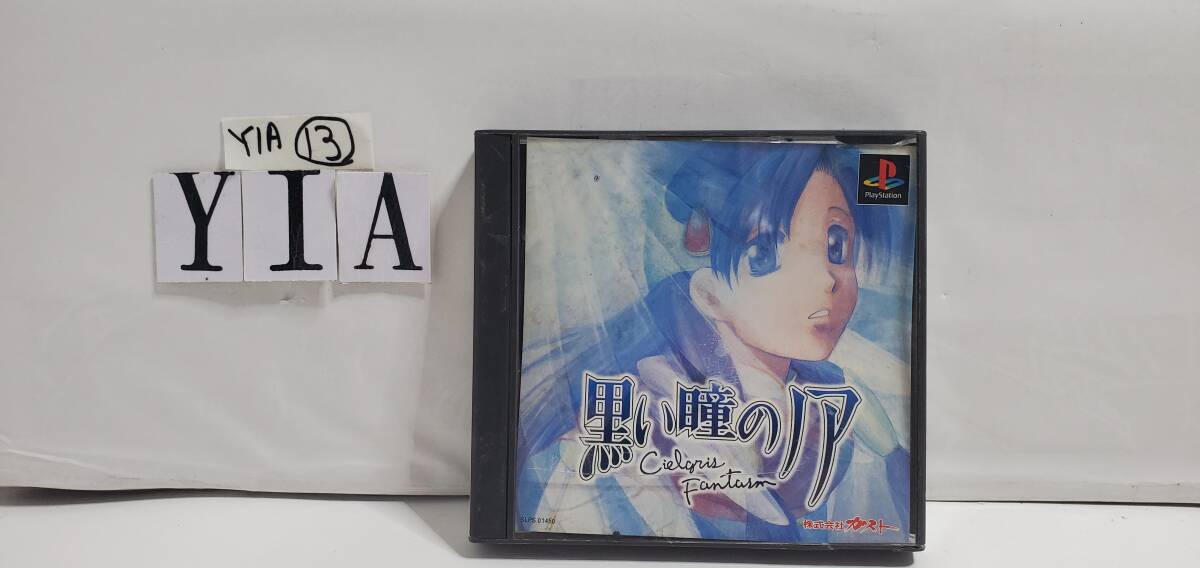 YIA 13
YIA
PlayStation
黒い瞳のノア
Cielgris
Fantasm
SLPS 01450
株式会社ガスト